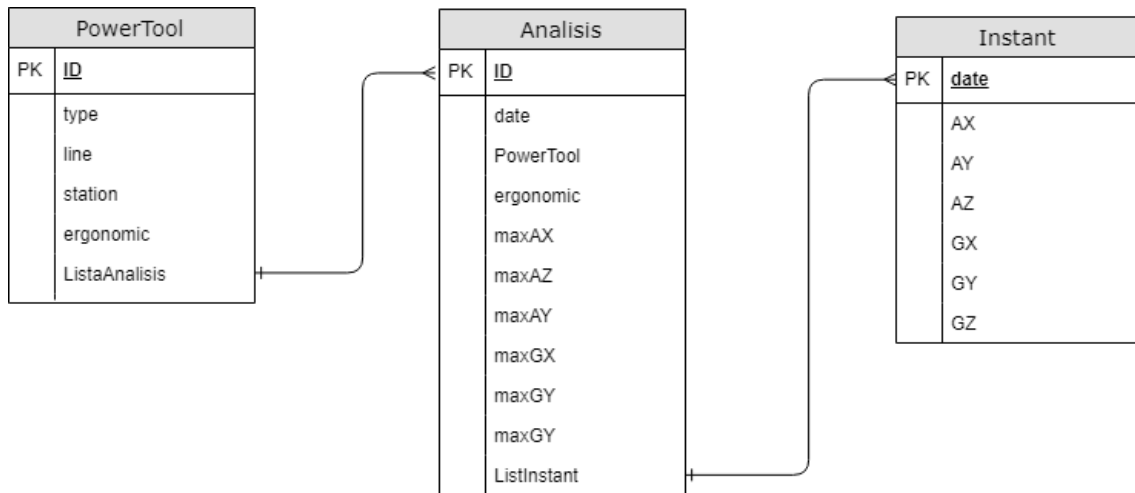 PowerTool
PK ID
type
line
station
ergonomic
ListaAnalisis
Analisis
PK ID
date
PowerTool
ergonomic
maxAX
maxAZ
maxAY
maxGX
maxGY
maxGY
ListInstant
Instant
PK date
AX
AY
AZ
GX
GY
GZ